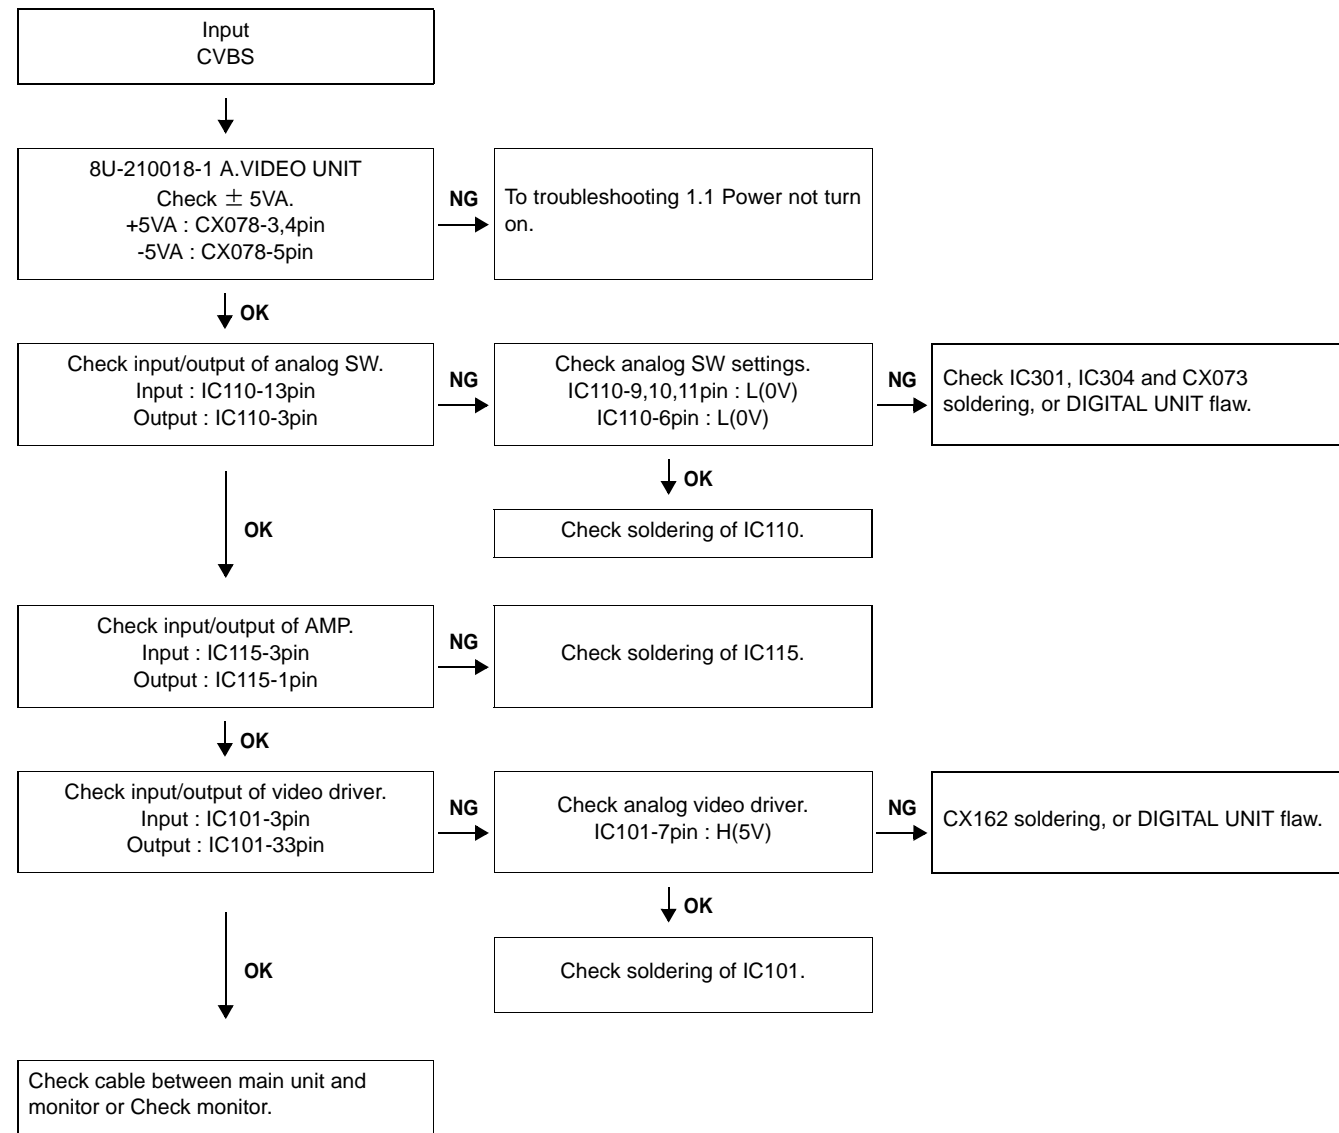 Input
CVBS
8U-210018-1 A.VIDEO UNIT
Check ± 5VA.
+5VA : CX078-3,4pin
-5VA : CX078-5pin
NG
To troubleshooting 1.1 Power not turn
on.
OK
Check input/output of analog SW.
Input : IC110-13pin
Output : IC110-3pin
NG
Check analog SW settings.
IC110-9,10,11pin : L(0V)
IC110-6pin : L(0V)
NG
Check IC301, IC304 and CX073
soldering, or DIGITAL UNIT flaw.
OK
Check soldering of IC110.
OK
Check input/output of AMP.
Input : IC115-3pin
Output : IC115-1pin
NG
Check soldering of IC115.
OK
Check input/output of video driver.
Input : IC101-3pin
Output : IC101-33pin
NG
Check analog video driver.
IC101-7pin : H(5V)
NG
CX162 soldering, or DIGITAL UNIT flaw.
OK
Check soldering of IC101.
OK
Check cable between main unit and
monitor or Check monitor.